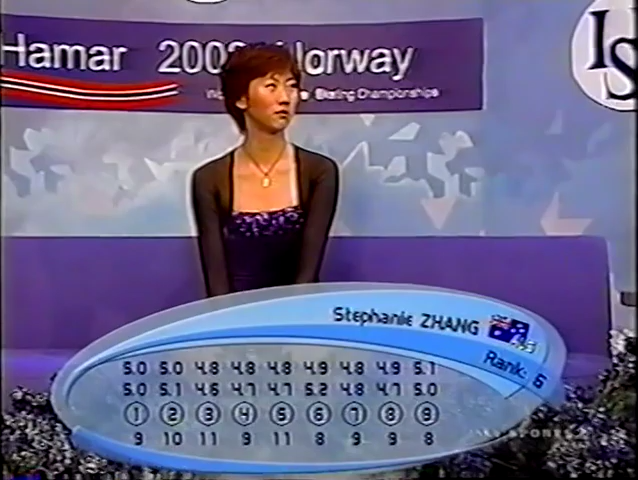 Hamar 2002 Norway
Skating Championships
IS
Stephanie ZHANG
Rank: 6
5.0 5.0 4.8 4.8 4.8 4.9 4.8 4.9 5.1
5.0 5.1 4.6 4.7 4.7 5.2 4.8 4.7 5.0
1 2 3 4 5 6 7 8 9
9 10 11 9 11 8 9 9 8